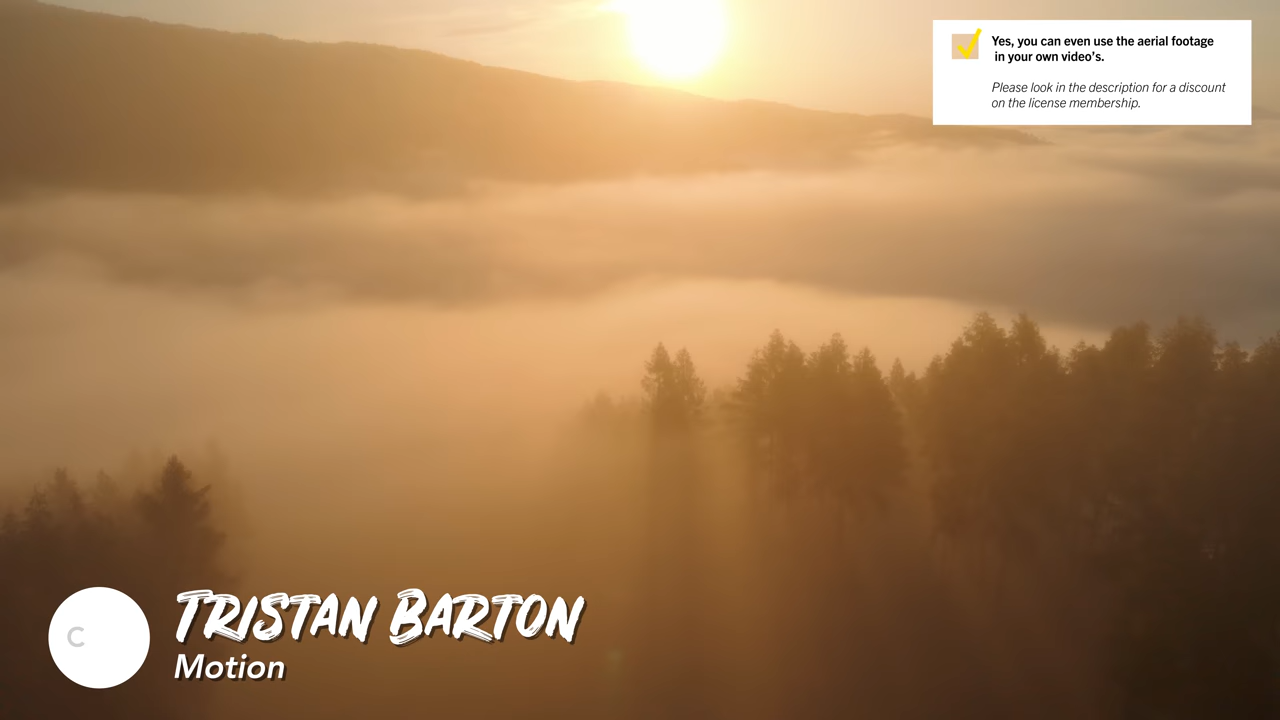 Yes, you can even use the aerial footage
in your own video's.
Please look in the description for a discount
on the license membership.
C
TRISTAN BARTON
Motion